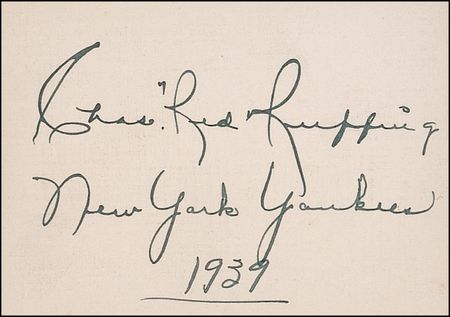 Chas. "Red" Ruffing
New York Yankees
1939